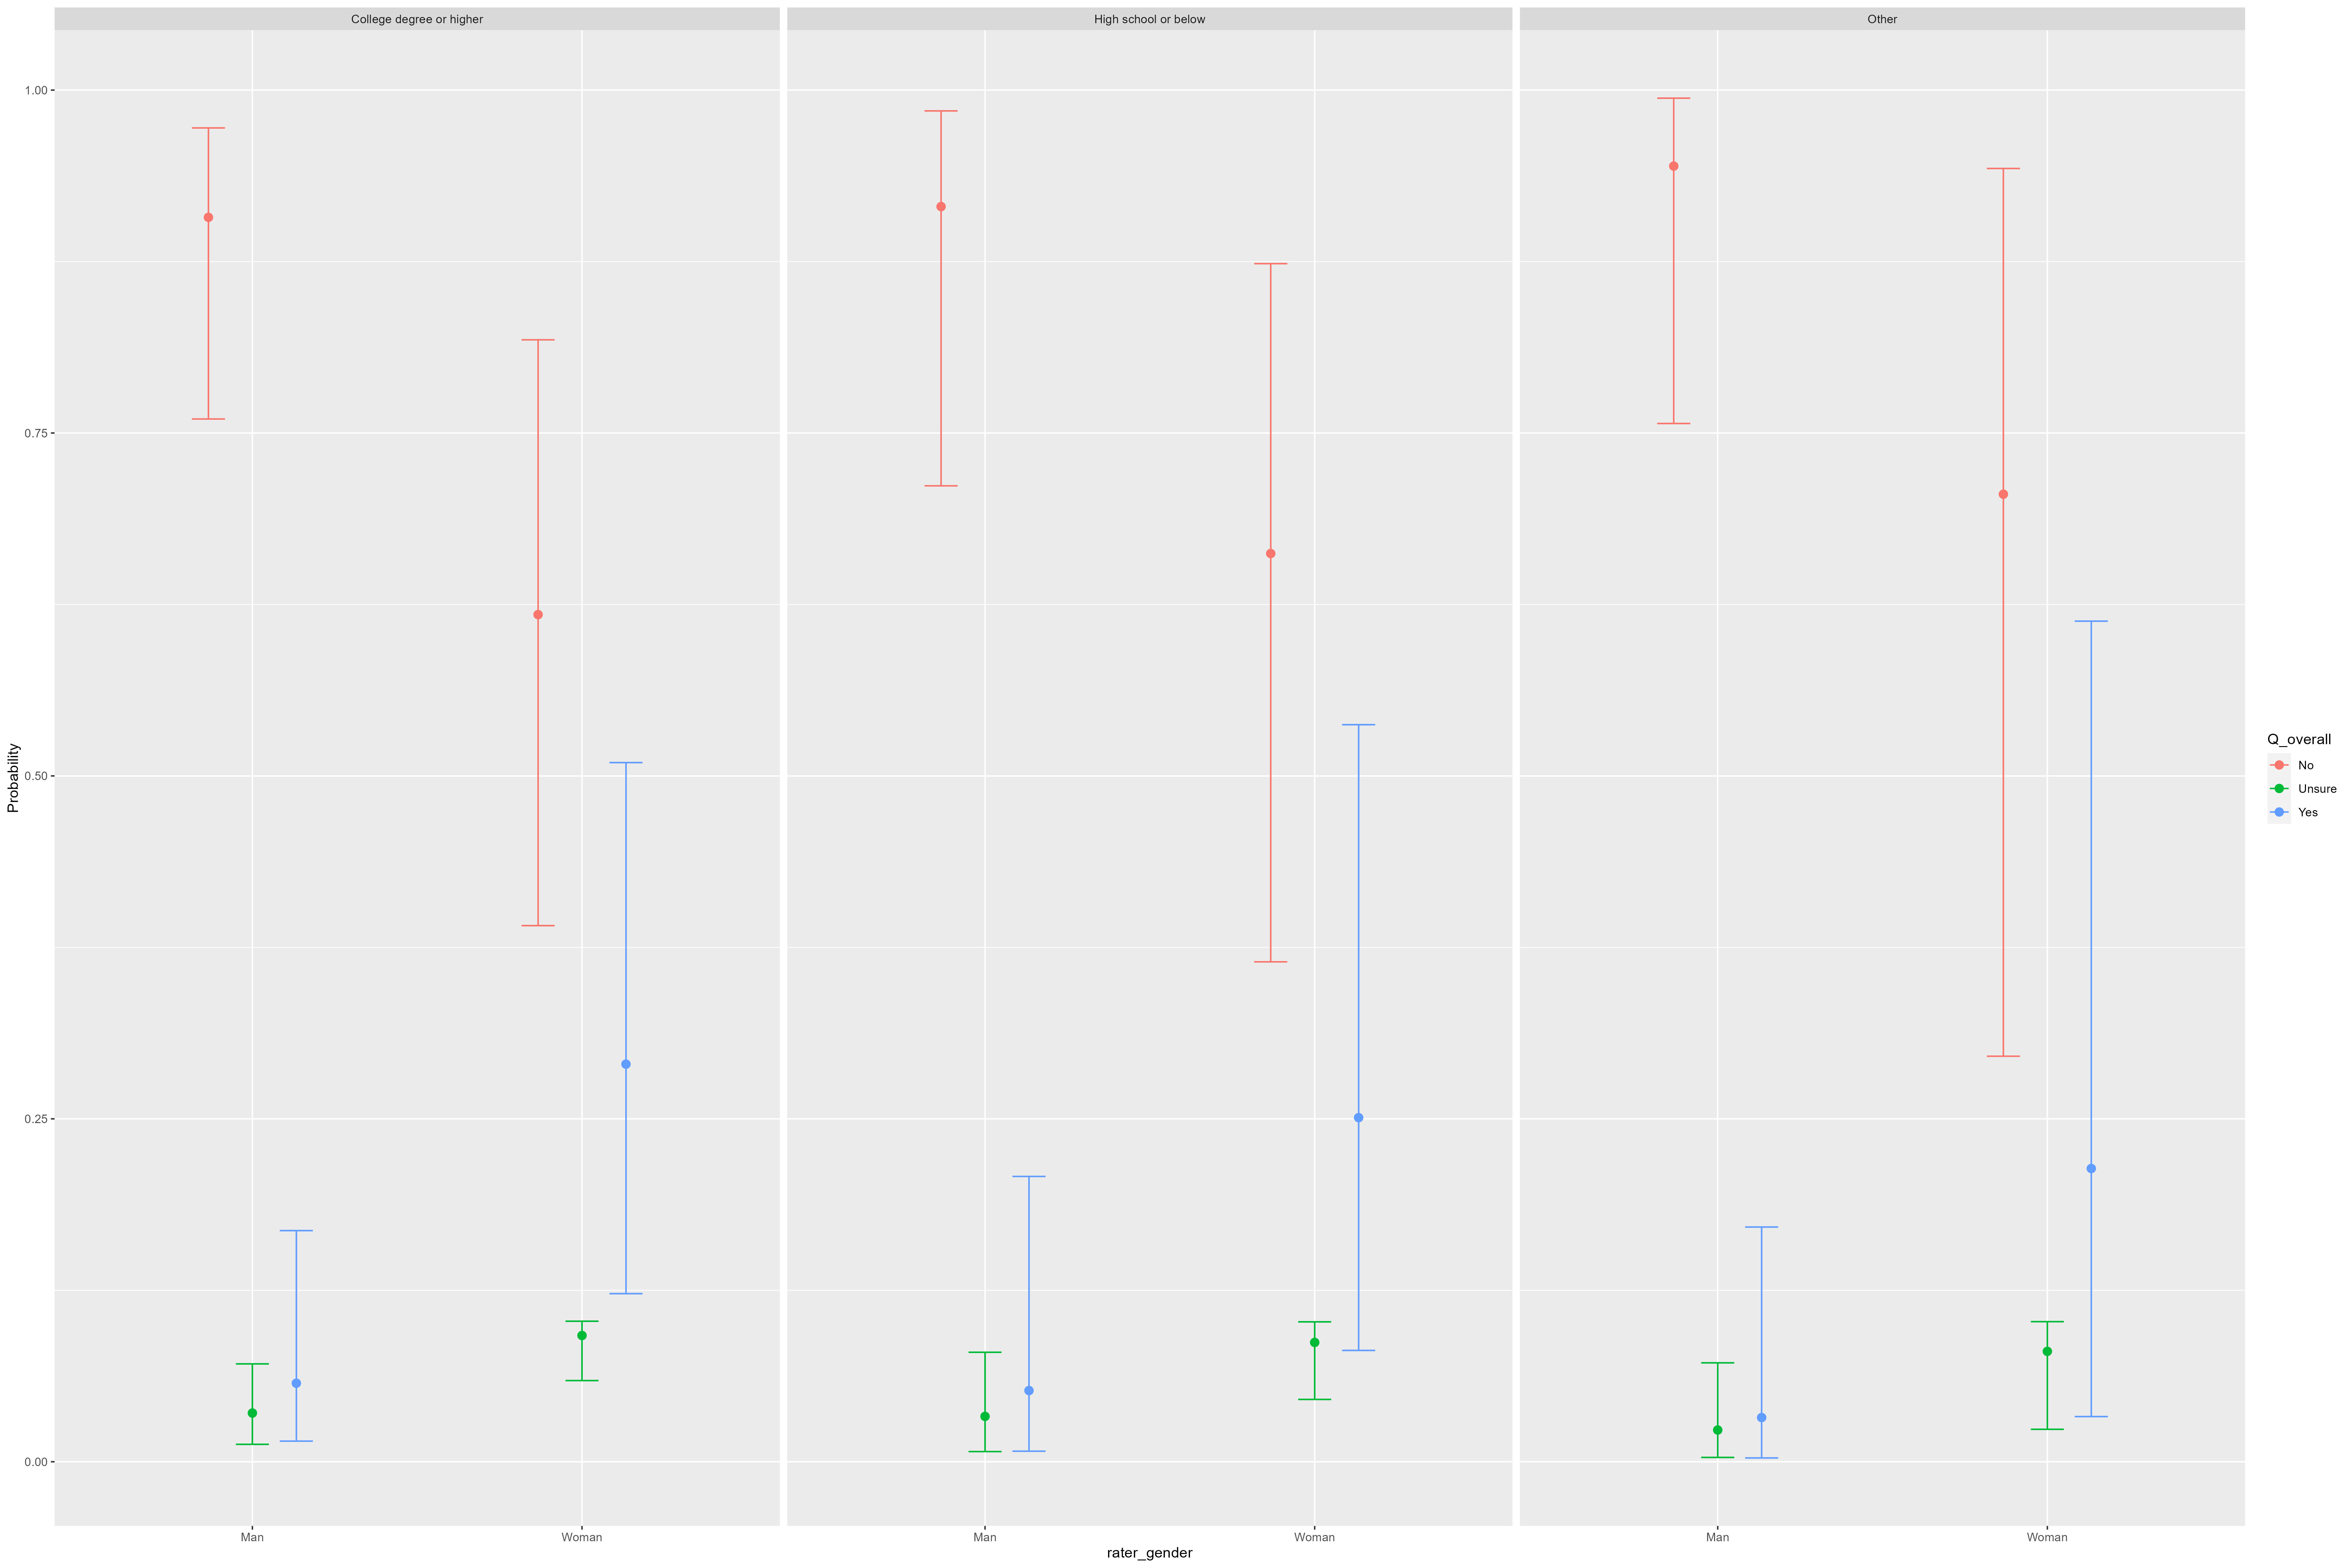 College degree or higher
High school or below
Other
1.00
0.75
0.50
0.25
0.00
Probability
Man
Woman
Man
Woman
Man
Woman
rater_gender
Q_overall
No
Unsure
Yes